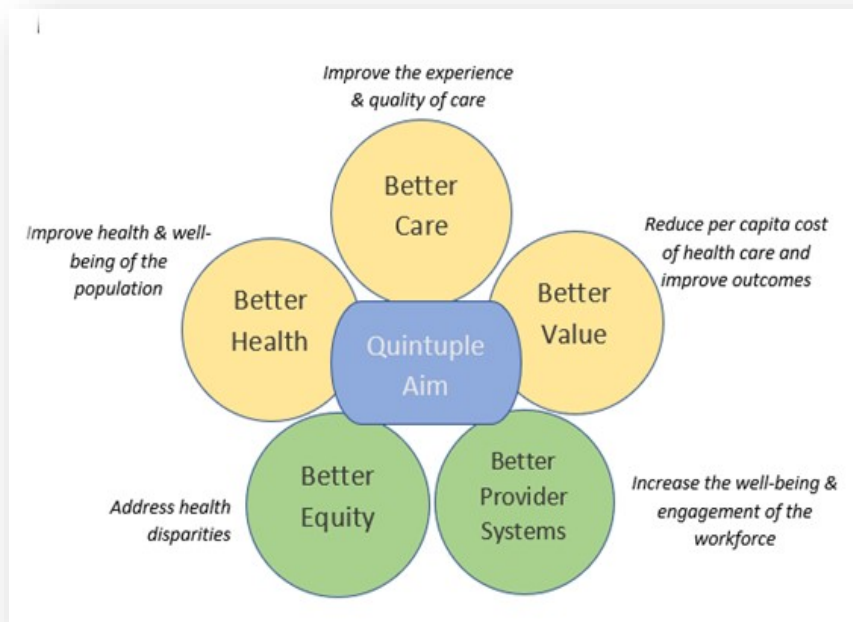 Improve the experience
& quality of care
Better
Care
Improve health & well-
being of the
population
Better
Health
Reduce per capita cost
of health care and
improve outcomes
Better
Value
Quintuple
Aim
Address health
disparities
Better
Equity
Better
Provider
Systems
Increase the well-being &
engagement of the
workforce